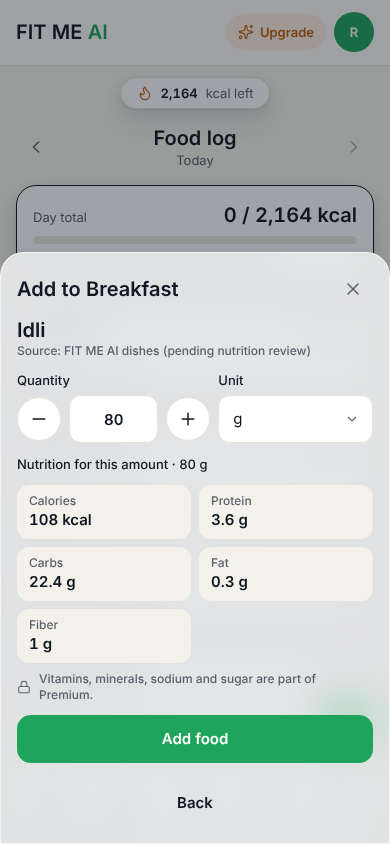 FIT ME AI
Upgrade
R
2,164 kcal left
Food log
Today
Day total
0 / 2,164 kcal
Add to Breakfast
Idli
Source: FIT ME AI dishes (pending nutrition review)
Quantity
Unit
80
g
Nutrition for this amount · 80 g
Calories
108 kcal
Protein
3.6 g
Carbs
22.4 g
Fat
0.3 g
Fiber
1 g
Vitamins, minerals, sodium and sugar are part of
Premium.
Add food
Back